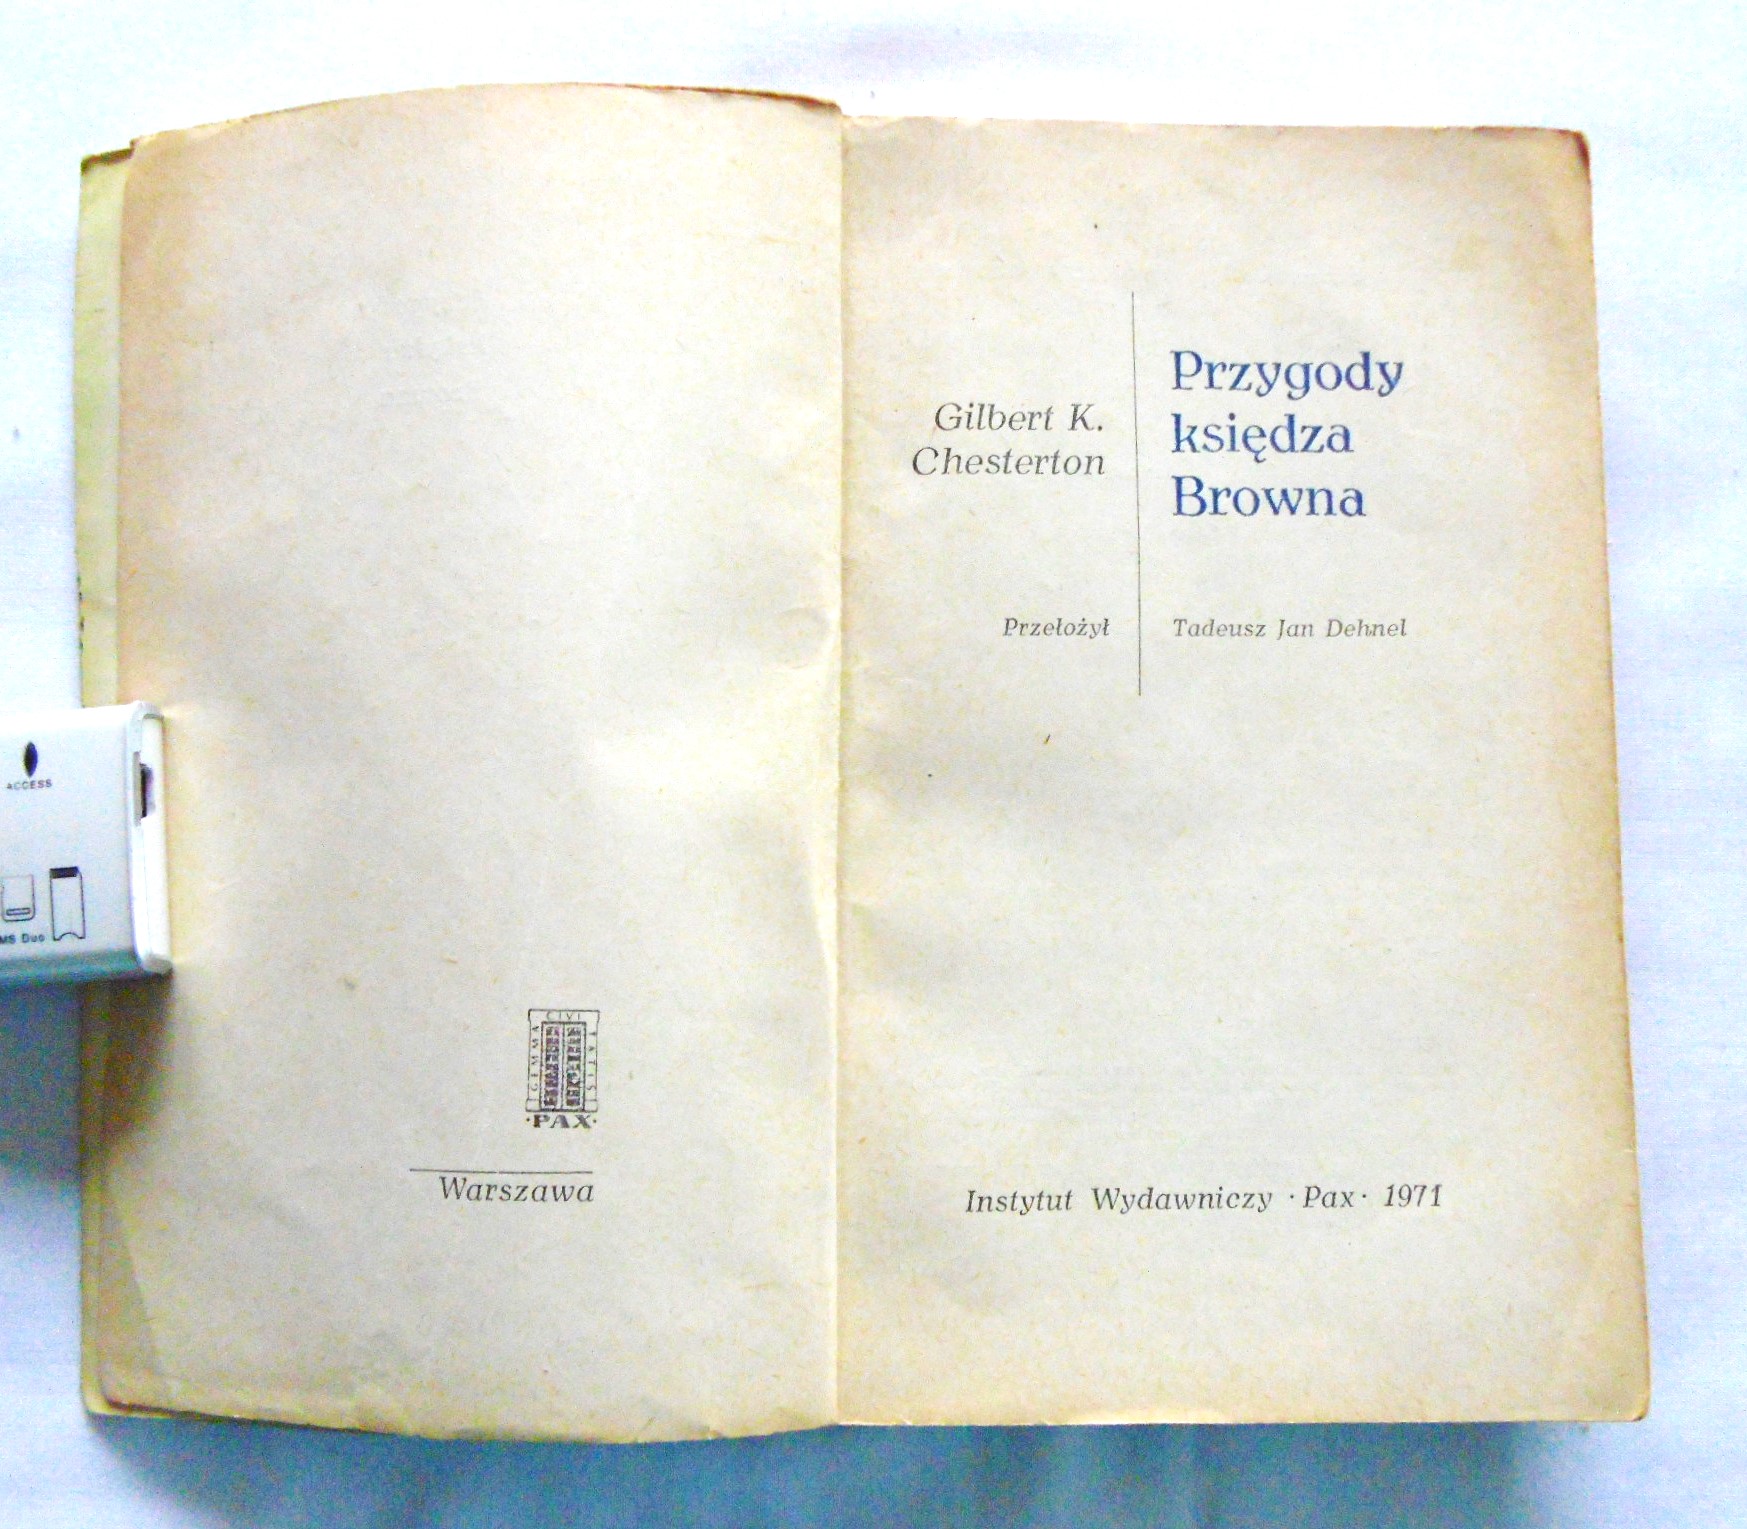 ACCESS
MS Duo
CIVI
GEMMA
·PAX·
Warszawa
Gilbert K.
Chesterton
Przygody
księdza
Browna
Przełożył
Tadeusz Jan Dehnel
Instytut Wydawniczy ·Pax· 1971